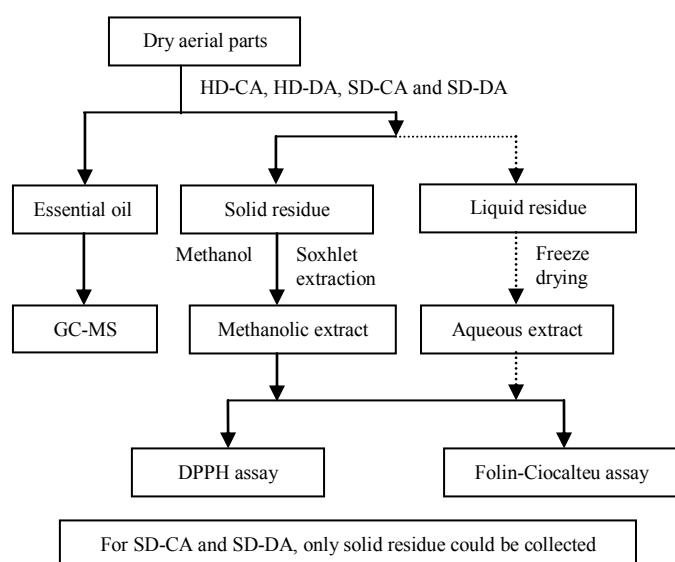 Dry aerial parts
HD-CA, HD-DA, SD-CA and SD-DA
Essential oil
Solid residue
Liquid residue
Methanol
Soxhlet
extraction
Freeze
drying
GC-MS
Methanolic extract
Aqueous extract
DPPH assay
Folin-Ciocalteu assay
For SD-CA and SD-DA, only solid residue could be collected